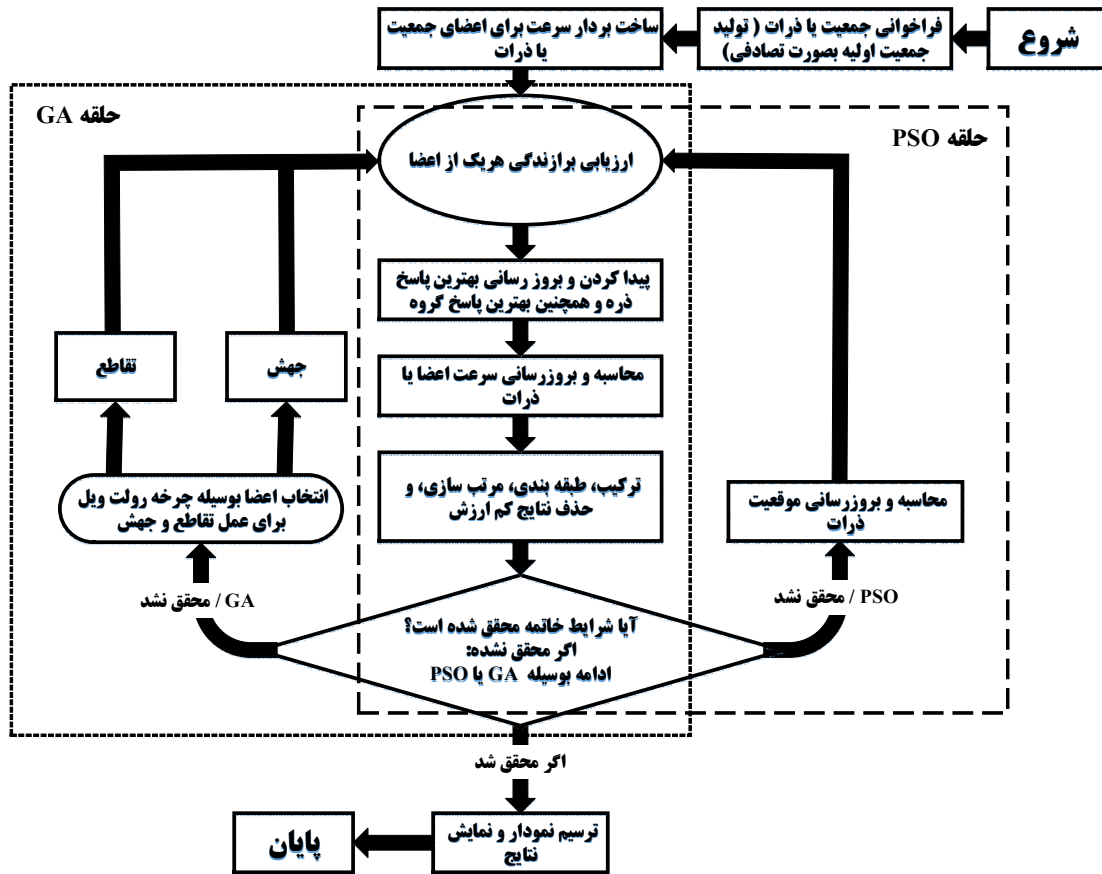 شروع
فراخوانی جمعیت یا ذرات ( تولید
جمعیت اولیه بصورت تصادفی)
ساخت بردار سرعت برای اعضای جمعیت
یا ذرات
حلقه GA
حلقه PSO
ارزیابی برازندگی هریک از اعضا
پیدا کردن و بروز رسانی بهترین پاسخ
ذره و همچنین بهترین پاسخ گروه
محاسبه و بروزرسانی سرعت اعضا یا
ذرات
ترکیب، طبقه بندی، مرتب سازی، و
حذف نتایج کم ارزش
تقاطع
جهش
انتخاب اعضا بوسیله چرخه رولت ویل
برای عمل تقاطع و جهش
محاسبه و بروزرسانی موقعیت
ذرات
GA / محقق نشد
PSO / محقق نشد
آیا شرایط خاتمه محقق شده است؟
اگر محقق نشده:
ادامه بوسیله GA یا PSO
اگر محقق شد
ترسیم نمودار و نمایش
نتایج
پایان